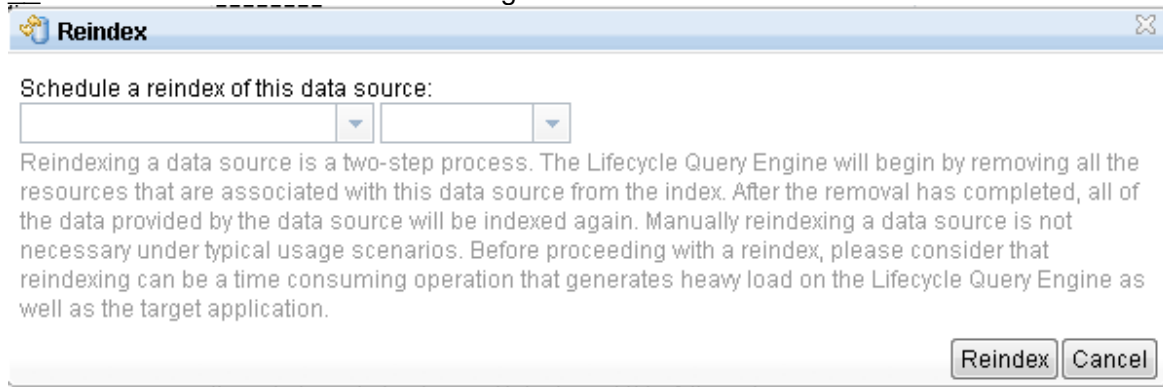 Reindex
Schedule a reindex of this data source:
Reindexing a data source is a two-step process. The Lifecycle Query Engine will begin by removing all the
resources that are associated with this data source from the index. After the removal has completed, all of
the data provided by the data source will be indexed again. Manually reindexing a data source is not
necessary under typical usage scenarios. Before proceeding with a reindex, please consider that
reindexing can be a time consuming operation that generates heavy load on the Lifecycle Query Engine as
well as the target application.
Reindex Cancel